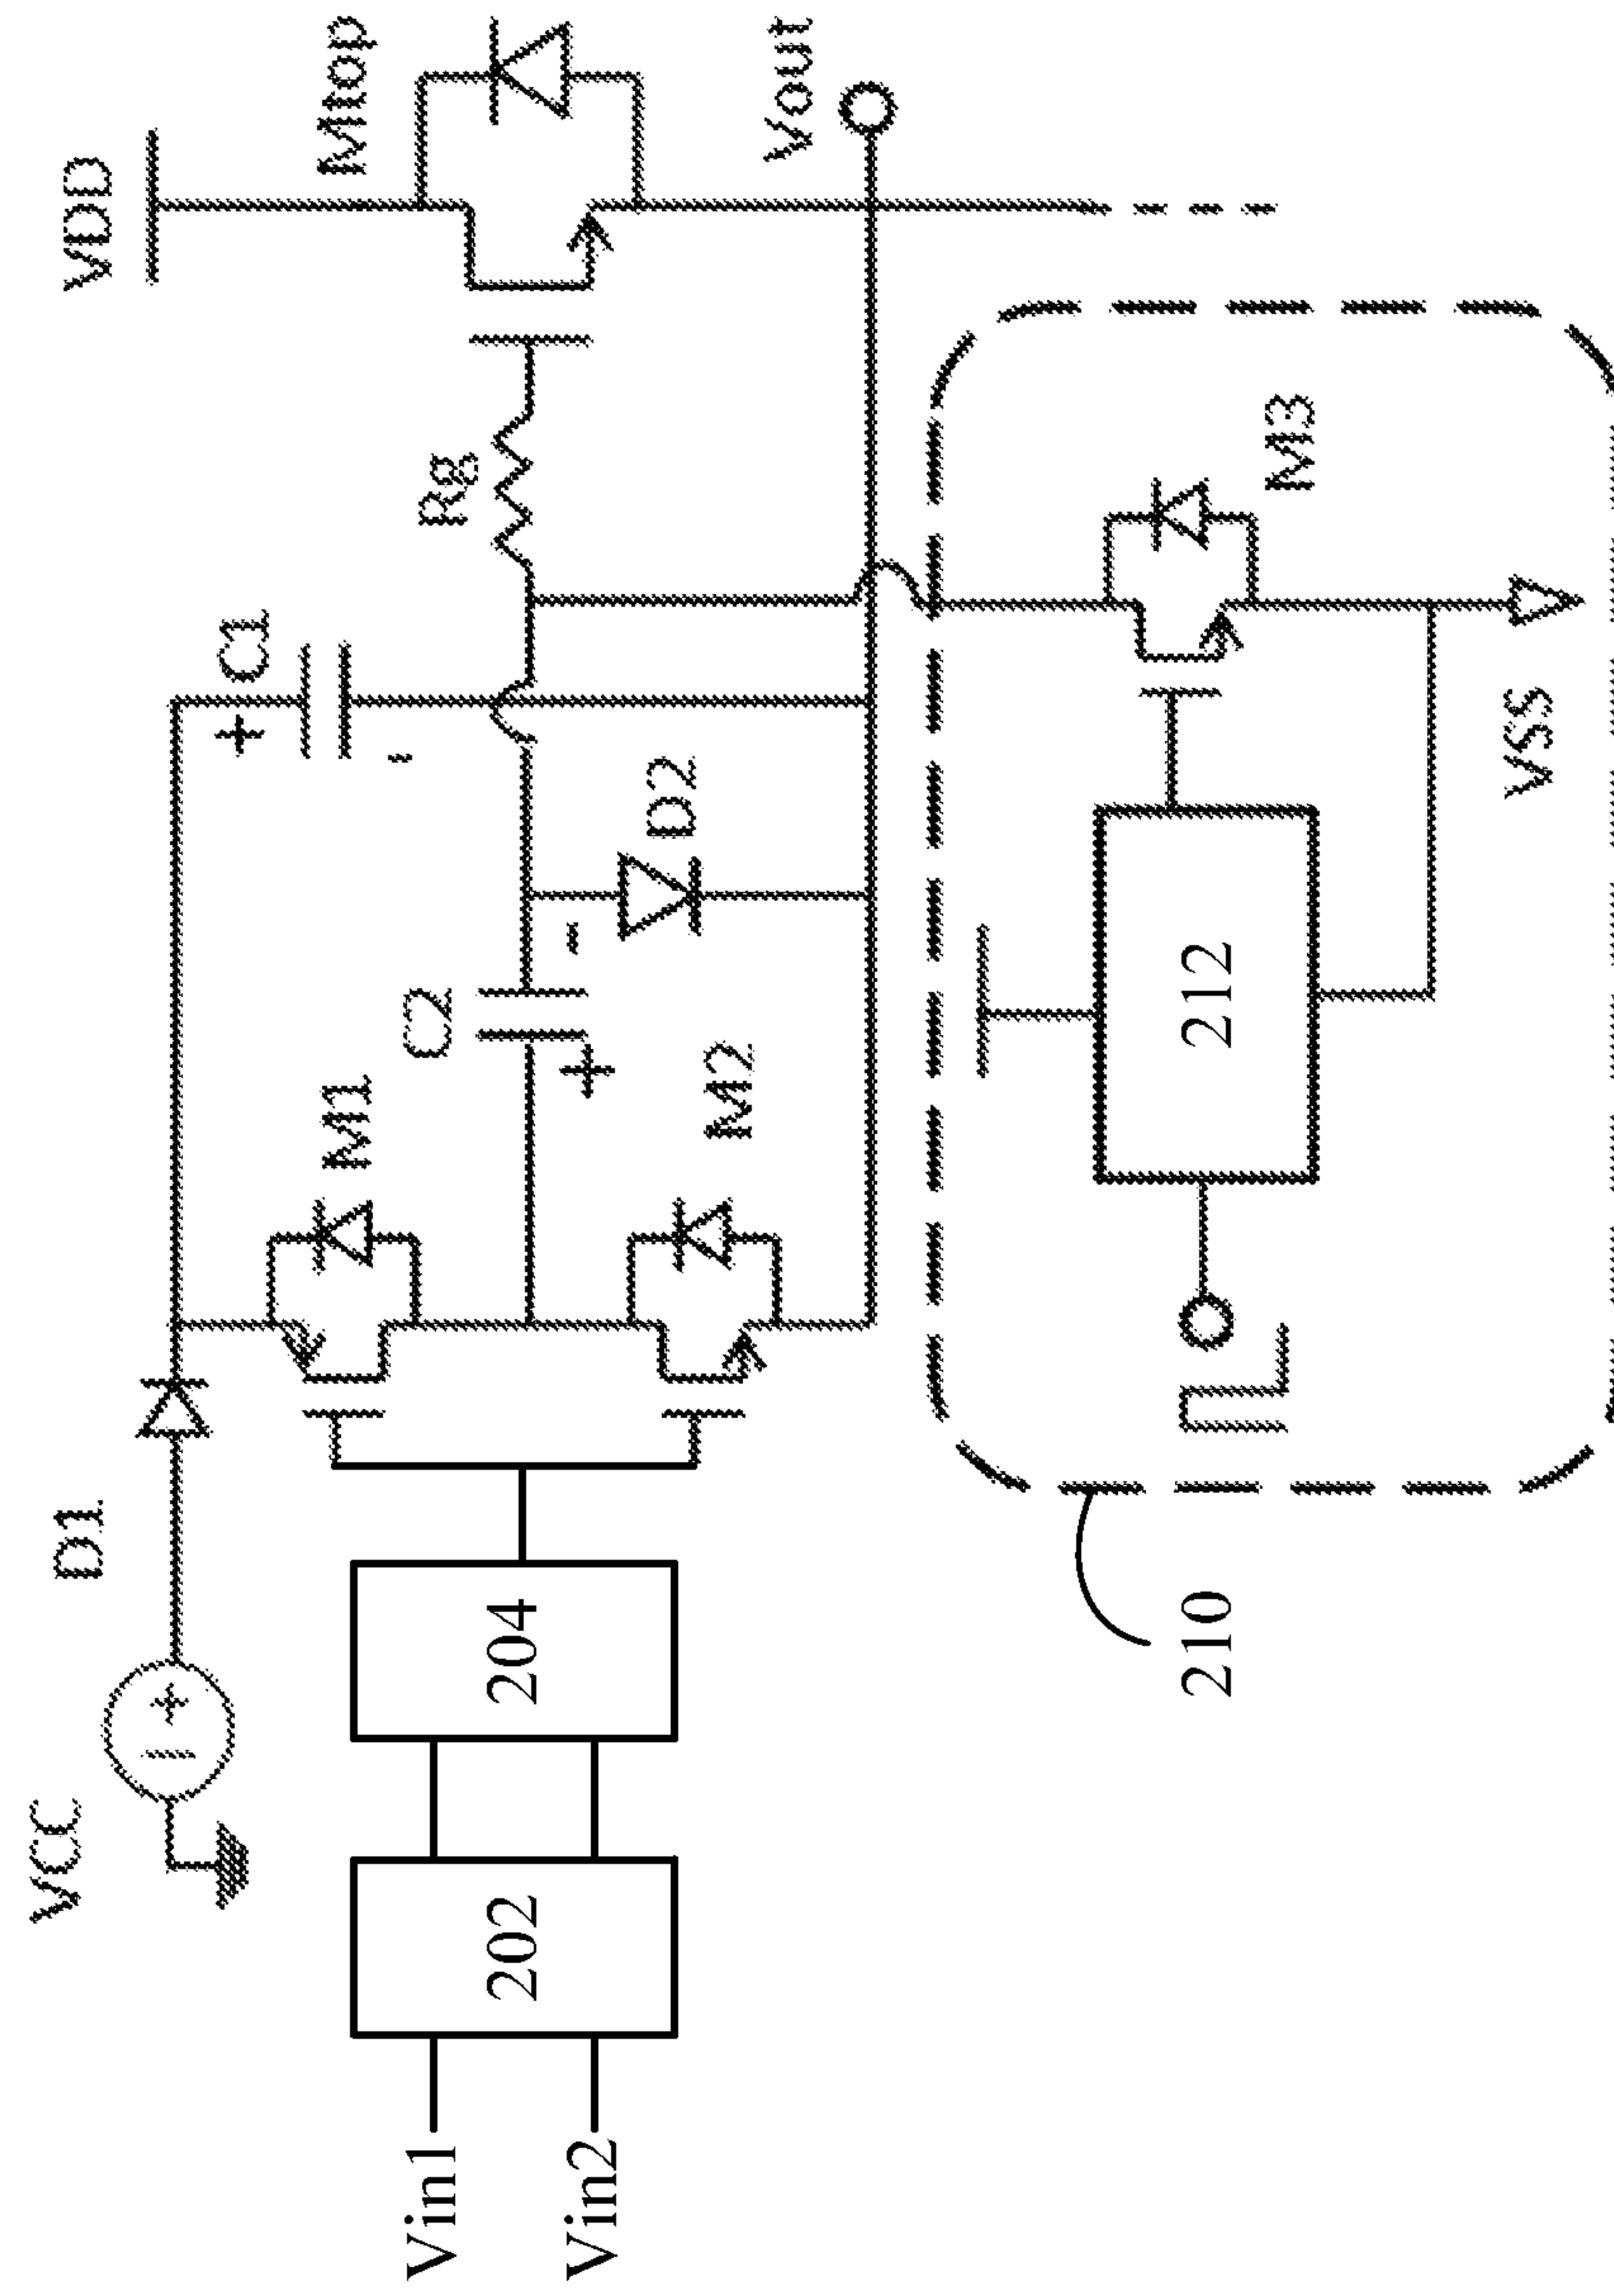 VCC
D1
VDD
C1
Mtop
M1
C2
Rg
Vout
Vin1
Vin2
202
204
M2
D2
210
212
M3
VSS